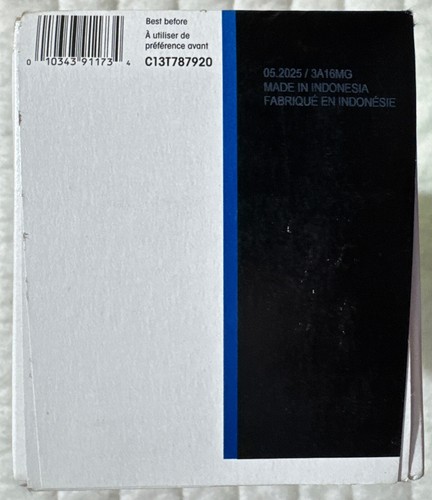 Best before
À utiliser de
préférence avant
0 10343 91173 4
C13T787920
05.2025 / 3A16MG
MADE IN INDONESIA
FABRIQUÉ EN INDONÉSIE